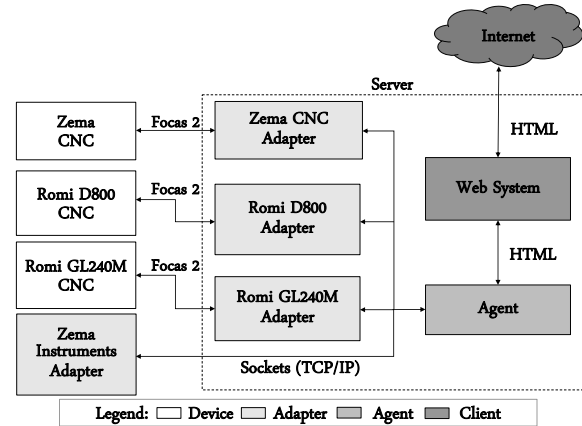 Internet
Server
Zema
CNC
Focas 2
Zema CNC
Adapter
HTML
Romi D800
CNC
Focas 2
Romi D800
Adapter
Web System
Romi GL240M
CNC
Focas 2
Romi GL240M
Adapter
HTML
Agent
Zema
Instruments
Adapter
Sockets (TCP/IP)
Legend: Device Adapter Agent Client